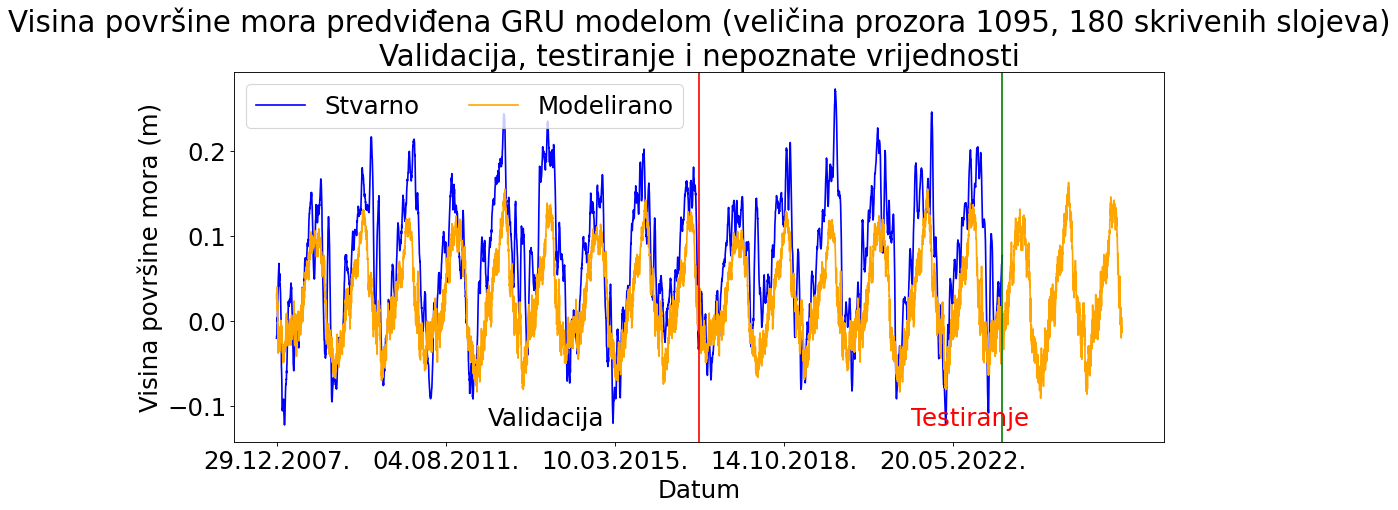 Visina površine mora predviđena GRU modelom (veličina prozora 1095, 180 skrivenih slojeva)
Validacija, testiranje i nepoznate vrijednosti
Stvarno
Modelirano
Visina površine mora (m)
0.2
0.1
0.0
−0.1
Validacija
Testiranje
29.12.2007.
04.08.2011.
10.03.2015.
14.10.2018.
20.05.2022.
Datum